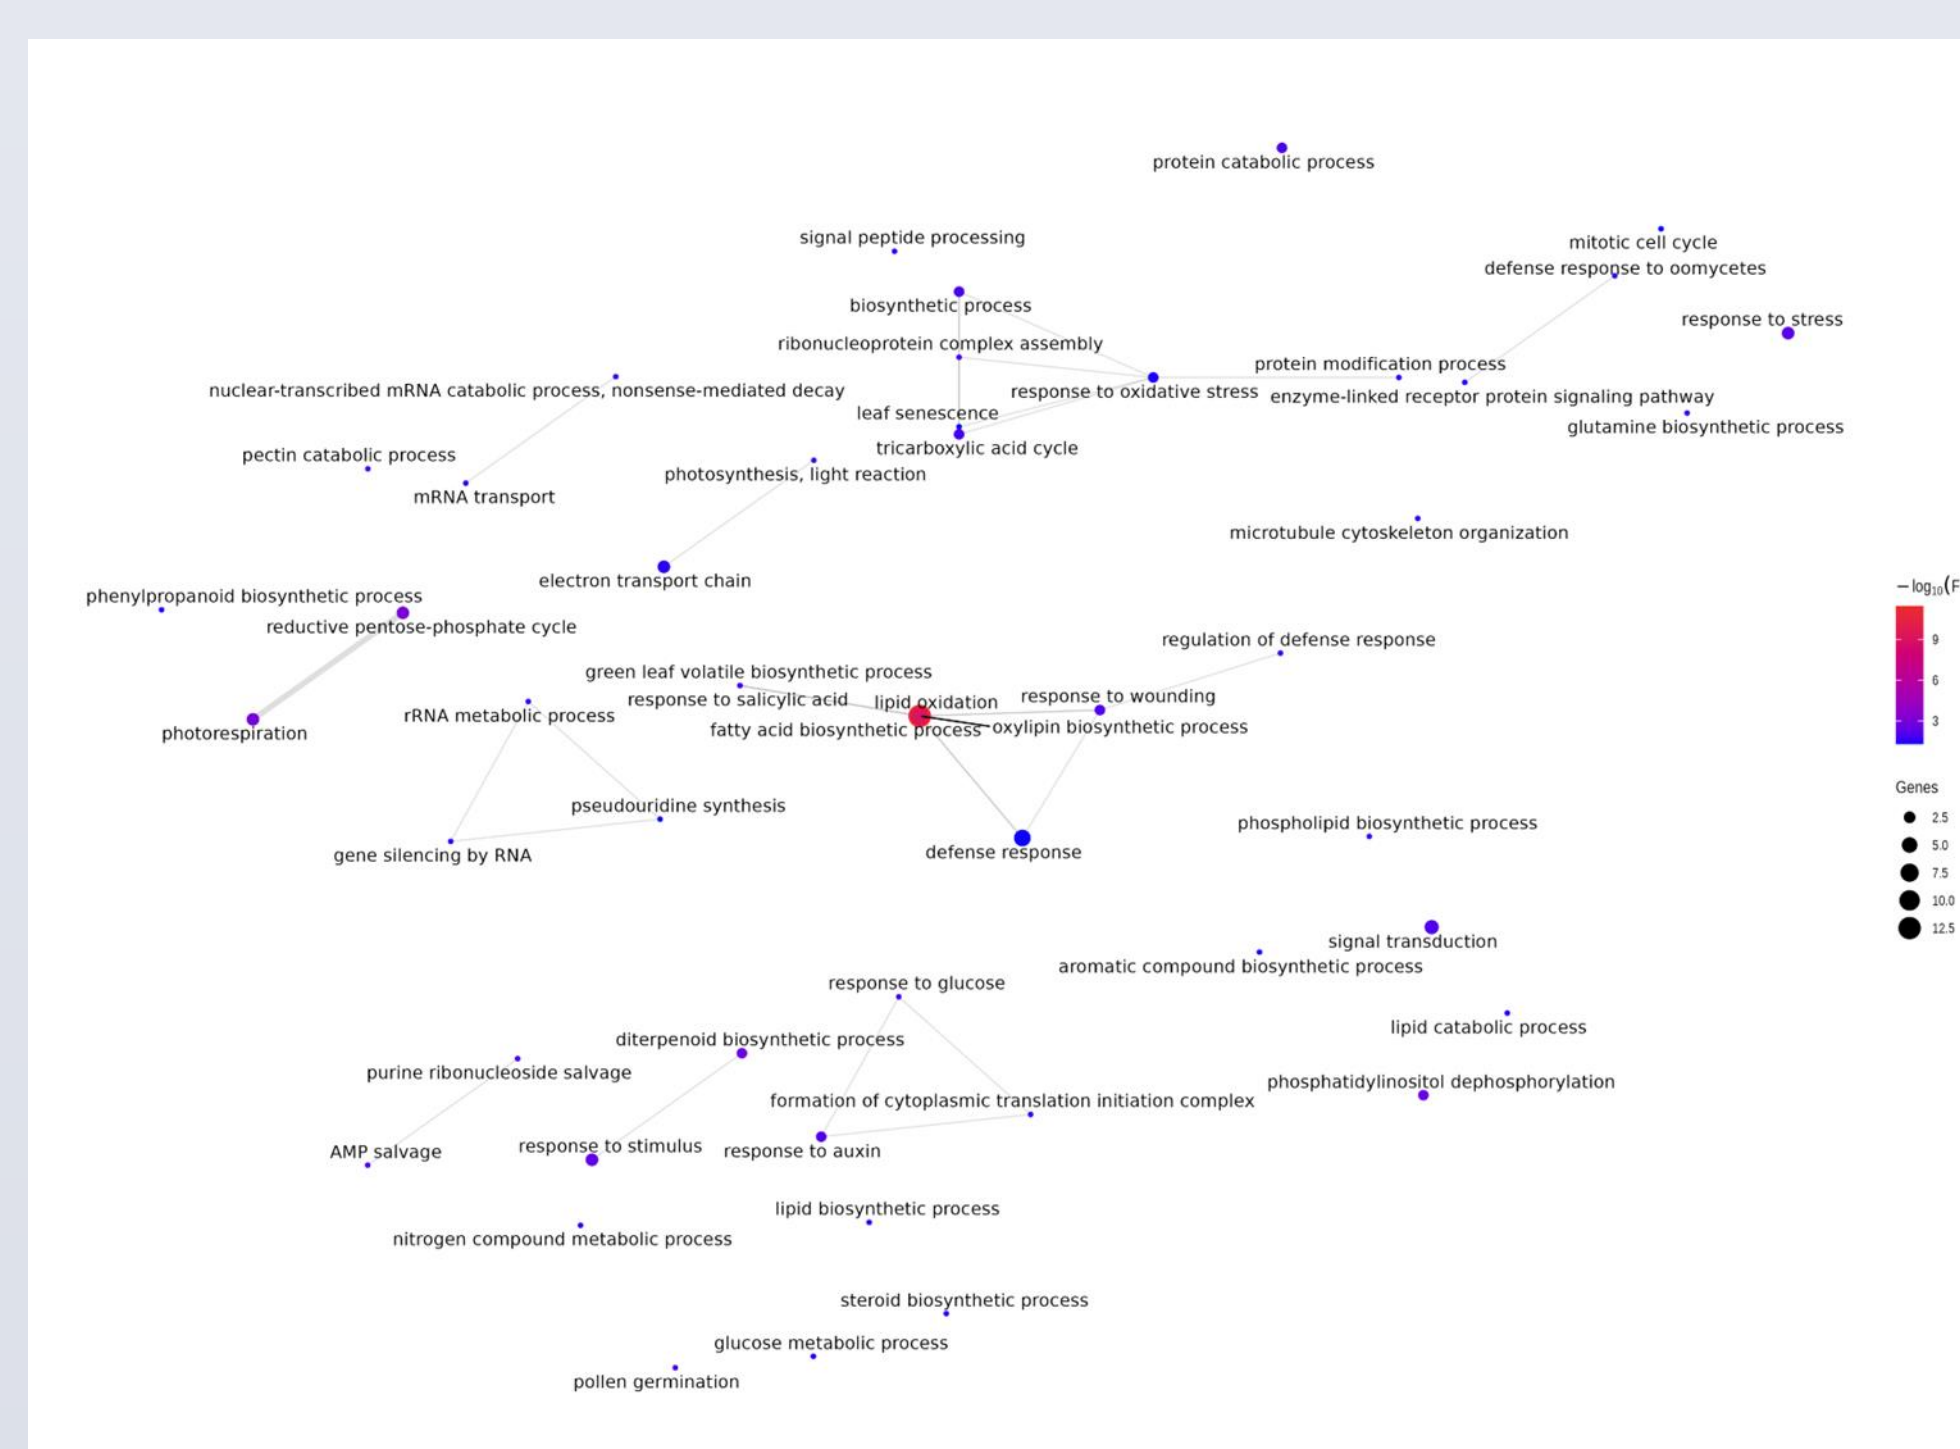 protein catabolic process
signal peptide processing
mitotic cell cycle
defense response to oomycetes
biosynthetic process
response to stress
ribonucleoprotein complex assembly
protein modification process
nuclear-transcribed mRNA catabolic process, nonsense-mediated decay
response to oxidative stress
enzyme-linked receptor protein signaling pathway
leaf senescence
glutamine biosynthetic process
tricarboxylic acid cycle
pectin catabolic process
photosynthesis, light reaction
mRNA transport
microtubule cytoskeleton organization
electron transport chain
phenylpropanoid biosynthetic process
reductive pentose-phosphate cycle
regulation of defense response
green leaf volatile biosynthetic process
response to salicylic acid
lipid oxidation
response to wounding
rRNA metabolic process
fatty acid biosynthetic process
oxylipin biosynthetic process
photorespiration
pseudouridine synthesis
phospholipid biosynthetic process
gene silencing by RNA
defense response
signal transduction
aromatic compound biosynthetic process
response to glucose
lipid catabolic process
diterpenoid biosynthetic process
purine ribonucleoside salvage
phosphatidylinositol dephosphorylation
formation of cytoplasmic translation initiation complex
AMP salvage
response to stimulus
response to auxin
lipid biosynthetic process
nitrogen compound metabolic process
steroid biosynthetic process
glucose metabolic process
pollen germination
−log₁₀(F
9
6
3
Genes
2.5
5.0
7.5
10.0
12.5